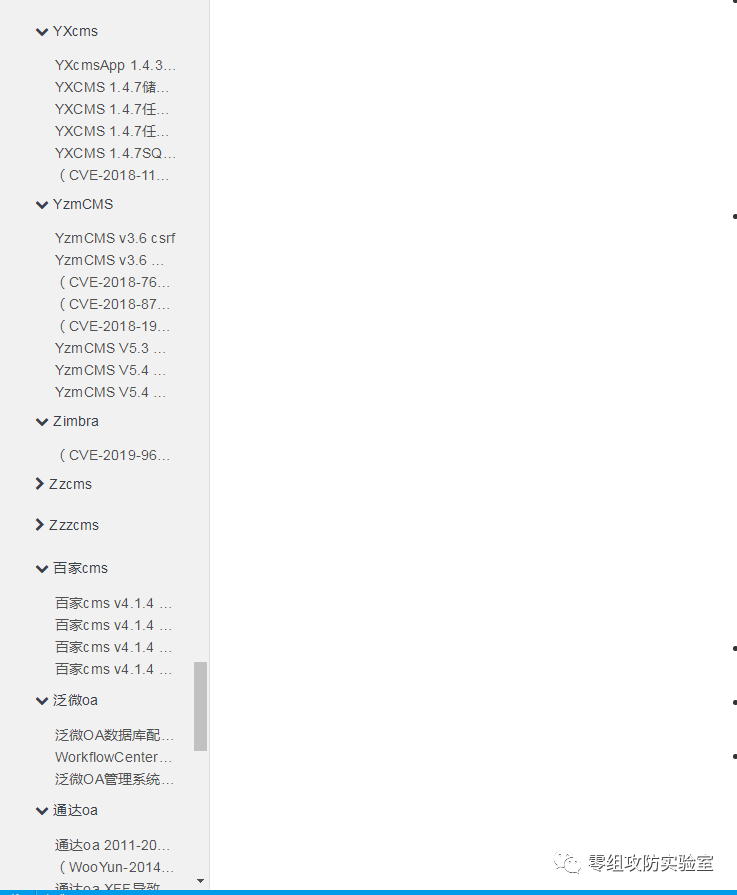 YXcms
YXcmsApp 1.4.3...
YXCMS 1.4.7储...
YXCMS 1.4.7任...
YXCMS 1.4.7任...
YXCMS 1.4.7SQ...
（CVE-2018-11...
YzmCMS
YzmCMS v3.6 csrf
YzmCMS v3.6 ...
（CVE-2018-76...
（CVE-2018-87...
（CVE-2018-19...
YzmCMS V5.3 ...
YzmCMS V5.4 ...
YzmCMS V5.4 ...
Zimbra
（CVE-2019-96...
Zzcms
Zzzcms
百家cms
百家cms v4.1.4 ...
百家cms v4.1.4 ...
百家cms v4.1.4 ...
百家cms v4.1.4 ...
泛微oa
泛微OA数据库配...
WorkflowCenter...
泛微OA管理系统...
通达oa
通达oa 2011-20...
（WooYun-2014...
通达oa XFF导致
零组攻防实验室